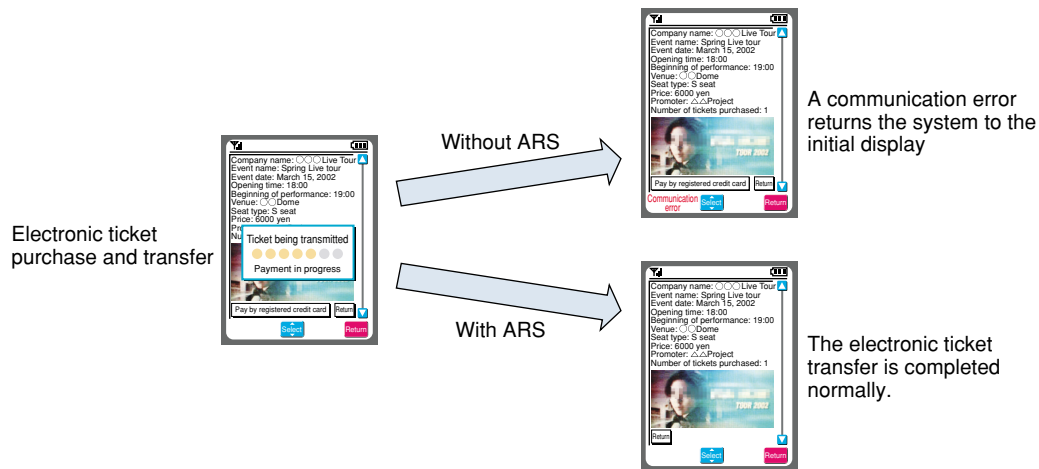 Electronic ticket
purchase and transfer
Company name: ○○○Live Tour
Event name: Spring Live tour
Event date: March 15, 2002
Opening time: 18:00
Beginning of performance: 19:00
Venue: ○○Dome
Seat type: S seat
Price: 6000 yen
Pr
Nu
Ticket being transmitted
Payment in progress
Pay by registered credit card
Return
Select
Return
Without ARS
With ARS
Company name: ○○○Live Tour
Event name: Spring Live tour
Event date: March 15, 2002
Opening time: 18:00
Beginning of performance: 19:00
Venue: ○○Dome
Seat type: S seat
Price: 6000 yen
Promoter: △△Project
Number of tickets purchased: 1
TOUR 2002
Pay by registered credit card
Return
Communication
error
Select
Return
A communication error
returns the system to the
initial display
Company name: ○○○Live Tour
Event name: Spring Live tour
Event date: March 15, 2002
Opening time: 18:00
Beginning of performance: 19:00
Venue: ○○Dome
Seat type: S seat
Price: 6000 yen
Promoter: △△Project
Number of tickets purchased: 1
TOUR 2002
Return
Select
Return
The electronic ticket
transfer is completed
normally.